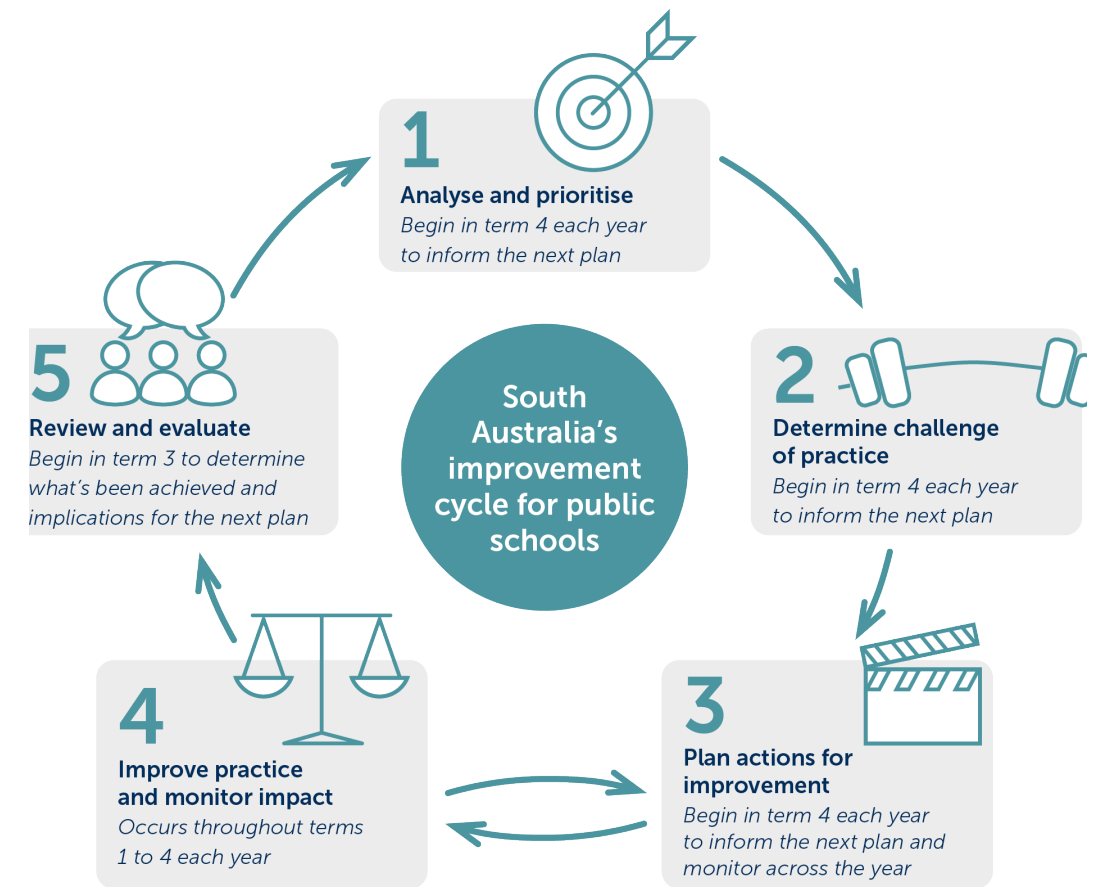 1
Analyse and prioritise
Begin in term 4 each year
to inform the next plan
2
Determine challenge
of practice
Begin in term 4 each year
to inform the next plan
3
Plan actions for
improvement
Begin in term 4 each year
to inform the next plan and
monitor across the year
4
Improve practice
and monitor impact
Occurs throughout terms
1 to 4 each year
5
Review and evaluate
Begin in term 3 to determine
what's been achieved and
implications for the next plan
South
Australia's
improvement
cycle for public
schools